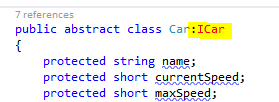 7 references
public abstract class Car:ICar
{
protected string name;
protected short currentSpeed;
protected short maxSpeed;